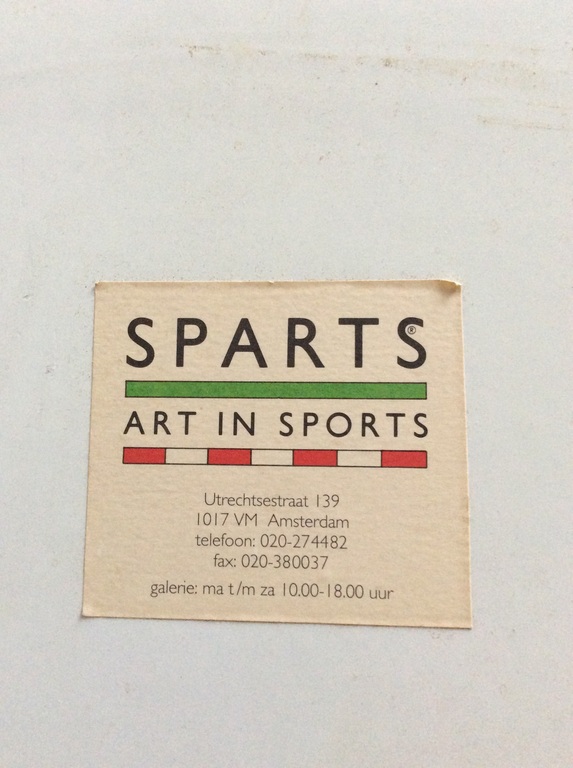 SPARTS®
ART IN SPORTS
Utrechtsestraat 139
1017 VM Amsterdam
telefoon: 020-274482
fax: 020-380037
galerie: ma t/m za 10.00-18.00 uur